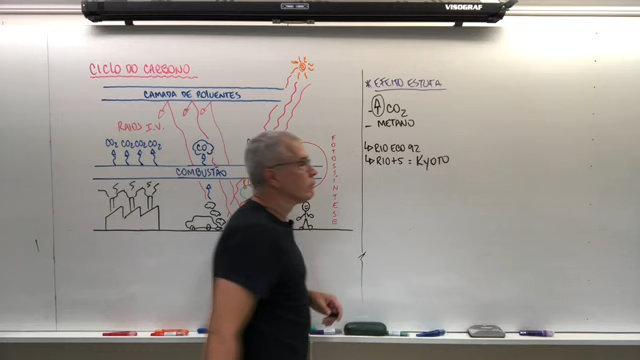 VISOGRAF
CICLO DO CARBONO
CAMADA DE POLUENTES
RAIOS I.V.
CO2 CO2 CO2 CO2
CO
COMBUSTÃO
FOTOSSÍNTESE
* EFEITO ESTUFA
- ↑ CO2
- METANO
↳ RIO ECO 92
↳ RIO+5 = KYOTO